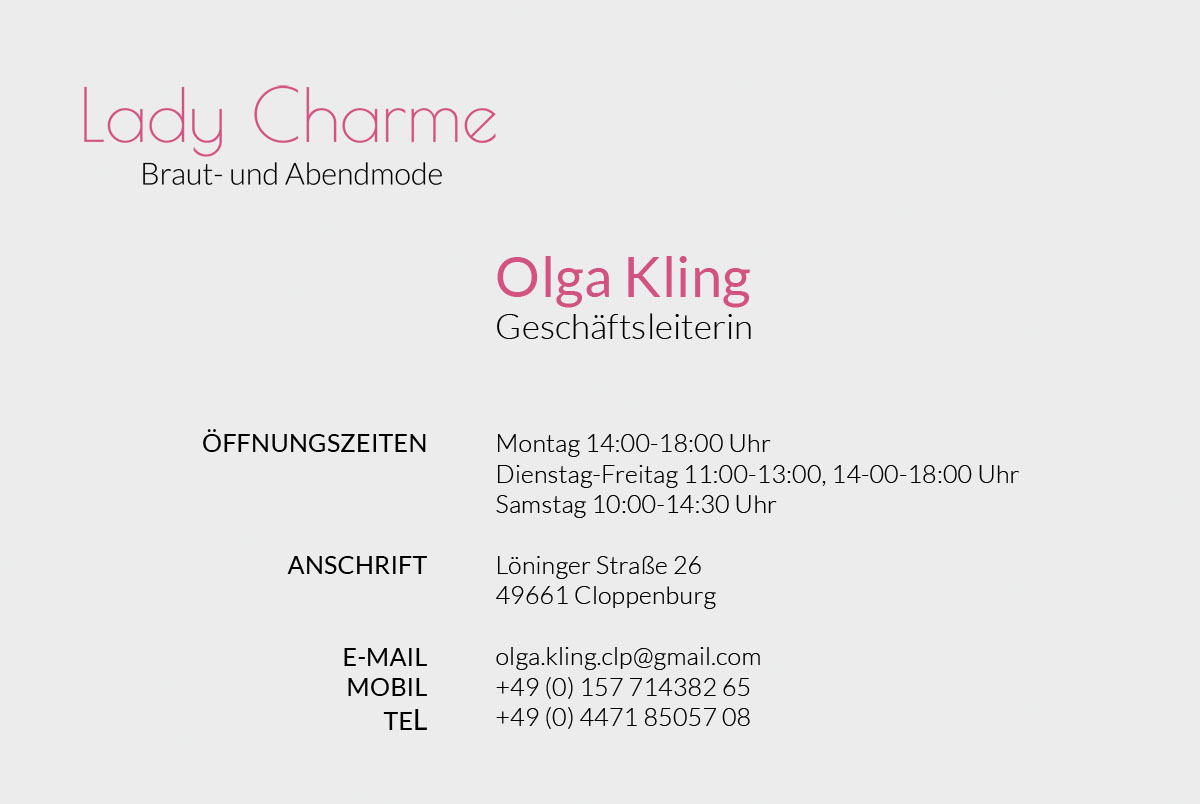 Lady Charme
Braut- und Abendmode
Olga Kling
Geschäftsleiterin
ÖFFNUNGSZEITEN Montag 14:00-18:00 Uhr
Dienstag-Freitag 11:00-13:00, 14-00-18:00 Uhr
Samstag 10:00-14:30 Uhr
ANSCHRIFT Löninger Straße 26
49661 Cloppenburg
E-MAIL olga.kling.clp@gmail.com
MOBIL +49 (0) 157 714382 65
TEL +49 (0) 4471 85057 08